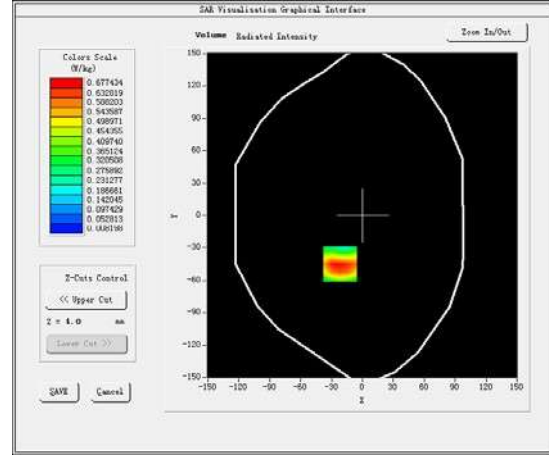 SAR Visualisation Graphical Interface
Volume Radiated Intensity
Zoom In/Out
Colors Scale
(W/kg)
0.677434
0.632819
0.588203
0.543587
0.498971
0.454355
0.409740
0.365124
0.320508
0.275892
0.231277
0.186661
0.142045
0.097429
0.052813
0.008198
150
120
90
60
30
0
-30
-60
-90
-120
-150
Y
-150 -120 -90 -60 -30 0 30 60 90 120 150
X
Z-Cuts Control
<< Upper Cut
Z = 4.0 mm
Lower Cut >>
SAVE Cancel